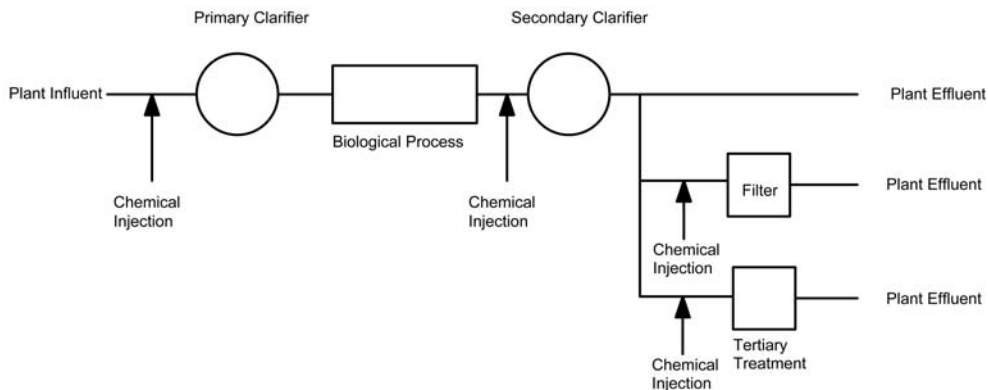 Primary Clarifier
Secondary Clarifier
Plant Influent
Plant Effluent
Biological Process
Chemical
Injection
Chemical
Injection
Filter
Plant Effluent
Chemical
Injection
Plant Effluent
Tertiary
Treatment
Chemical
Injection